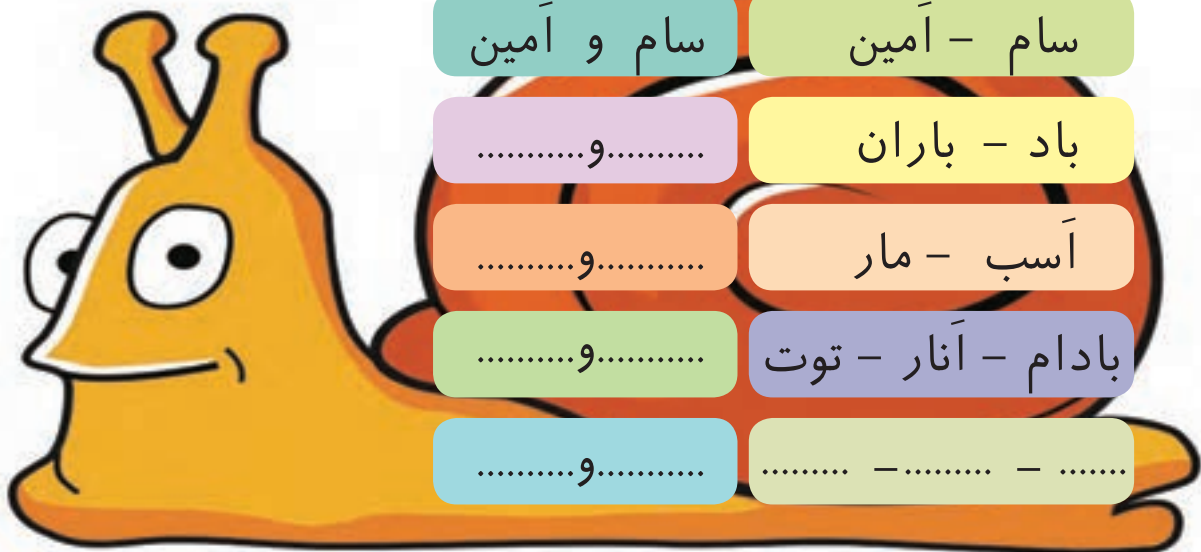 سام – اَمین
سام و اَمین
باد – باران
...........و..........
اَسب – مار
...........و..........
بادام – اَنار – توت
...........و..........
....... – ......... – .........
...........و..........